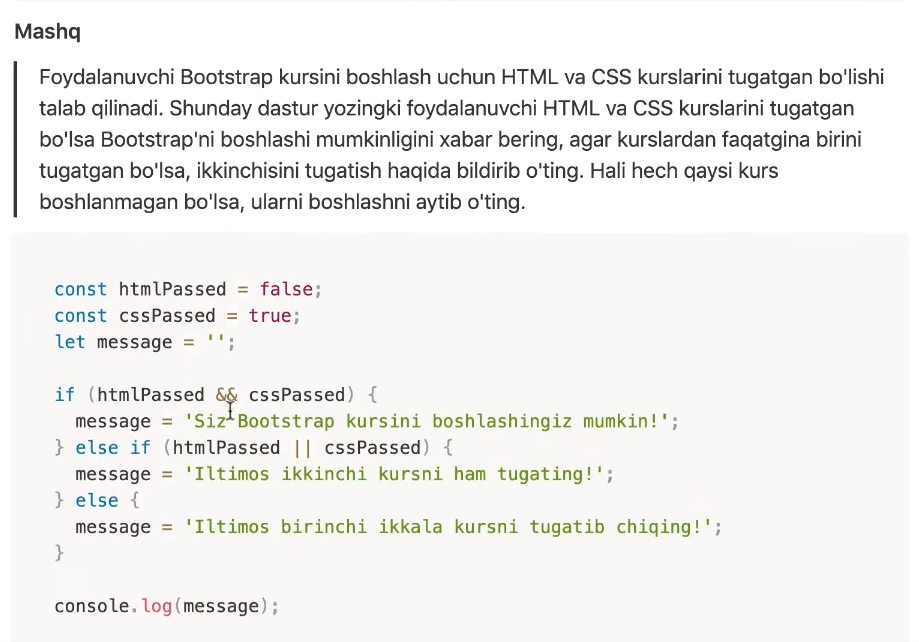 Mashq
Foydalanuvchi Bootstrap kursini boshlash uchun HTML va CSS kurslarini tugatgan bo'lishi
talab qilinadi. Shunday dastur yozingki foydalanuvchi HTML va CSS kurslarini tugatgan
bo'lsa Bootstrap'ni boshlashi mumkinligini xabar bering, agar kurslardan faqatgina birini
tugatgan bo'lsa, ikkinchisini tugatish haqida bildirib o'ting. Hali hech qaysi kurs
boshlanmagan bo'lsa, ularni boshlashni aytib o'ting.
const htmlPassed = false;
const cssPassed = true;
let message = '';
if (htmlPassed && cssPassed) {
  message = 'Siz Bootstrap kursini boshlashingiz mumkin!';
} else if (htmlPassed || cssPassed) {
  message = 'Iltimos ikkinchi kursni ham tugating!';
} else {
  message = 'Iltimos birinchi ikkala kursni tugatib chiqing!';
}
console.log(message);